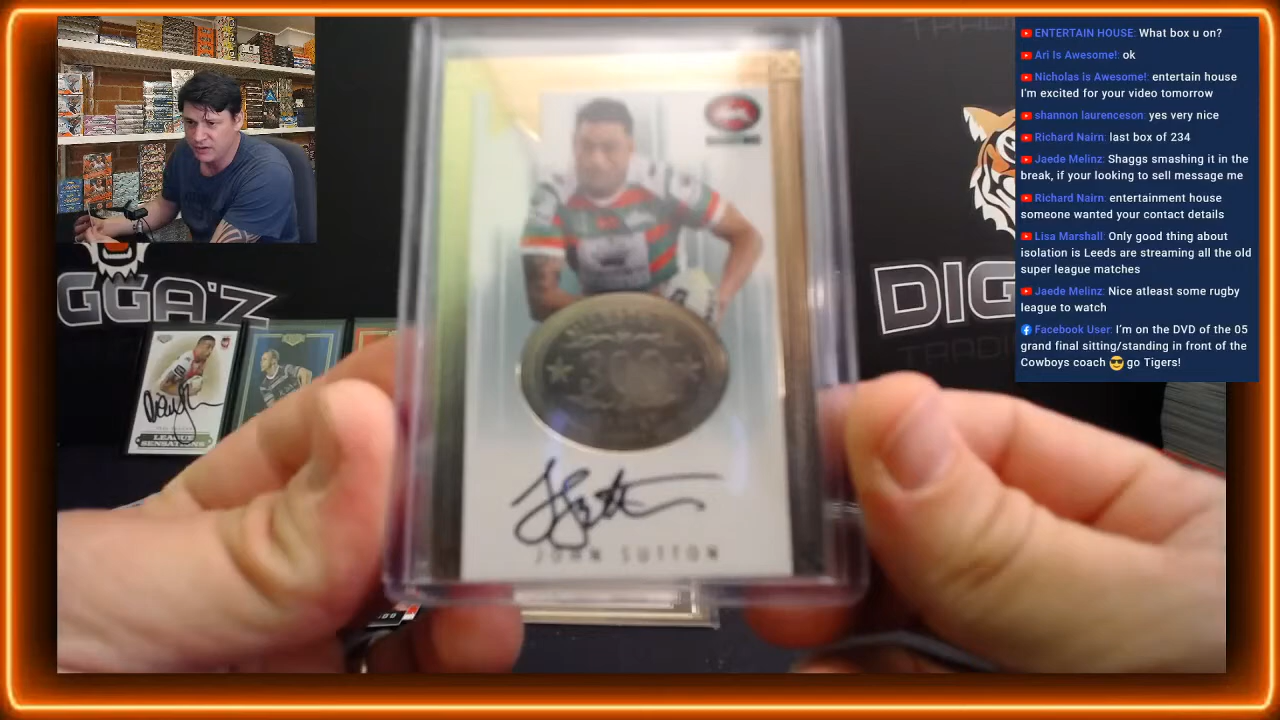 ENTERTAIN HOUSE: What box u on?
Ari Is Awesome!: ok
Nicholas is Awesome!: entertain house
I'm excited for your video tomorrow
shannon laurenceson: yes very nice
Richard Nairn: last box of 234
Jaede Melinz: Shaggs smashing it in the
break, if your looking to sell message me
Richard Nairn: entertainment house
someone wanted your contact details
Lisa Marshall: Only good thing about
isolation is Leeds are streaming all the old
super league matches
Jaede Melinz: Nice atleast some rugby
league to watch
Facebook User: I'm on the DVD of the 05
grand final sitting/standing in front of the
Cowboys coach 😎 go Tigers!
GGA'Z
DIG
300
LEAGUE
SENSATIONS
JOHN SUTTON